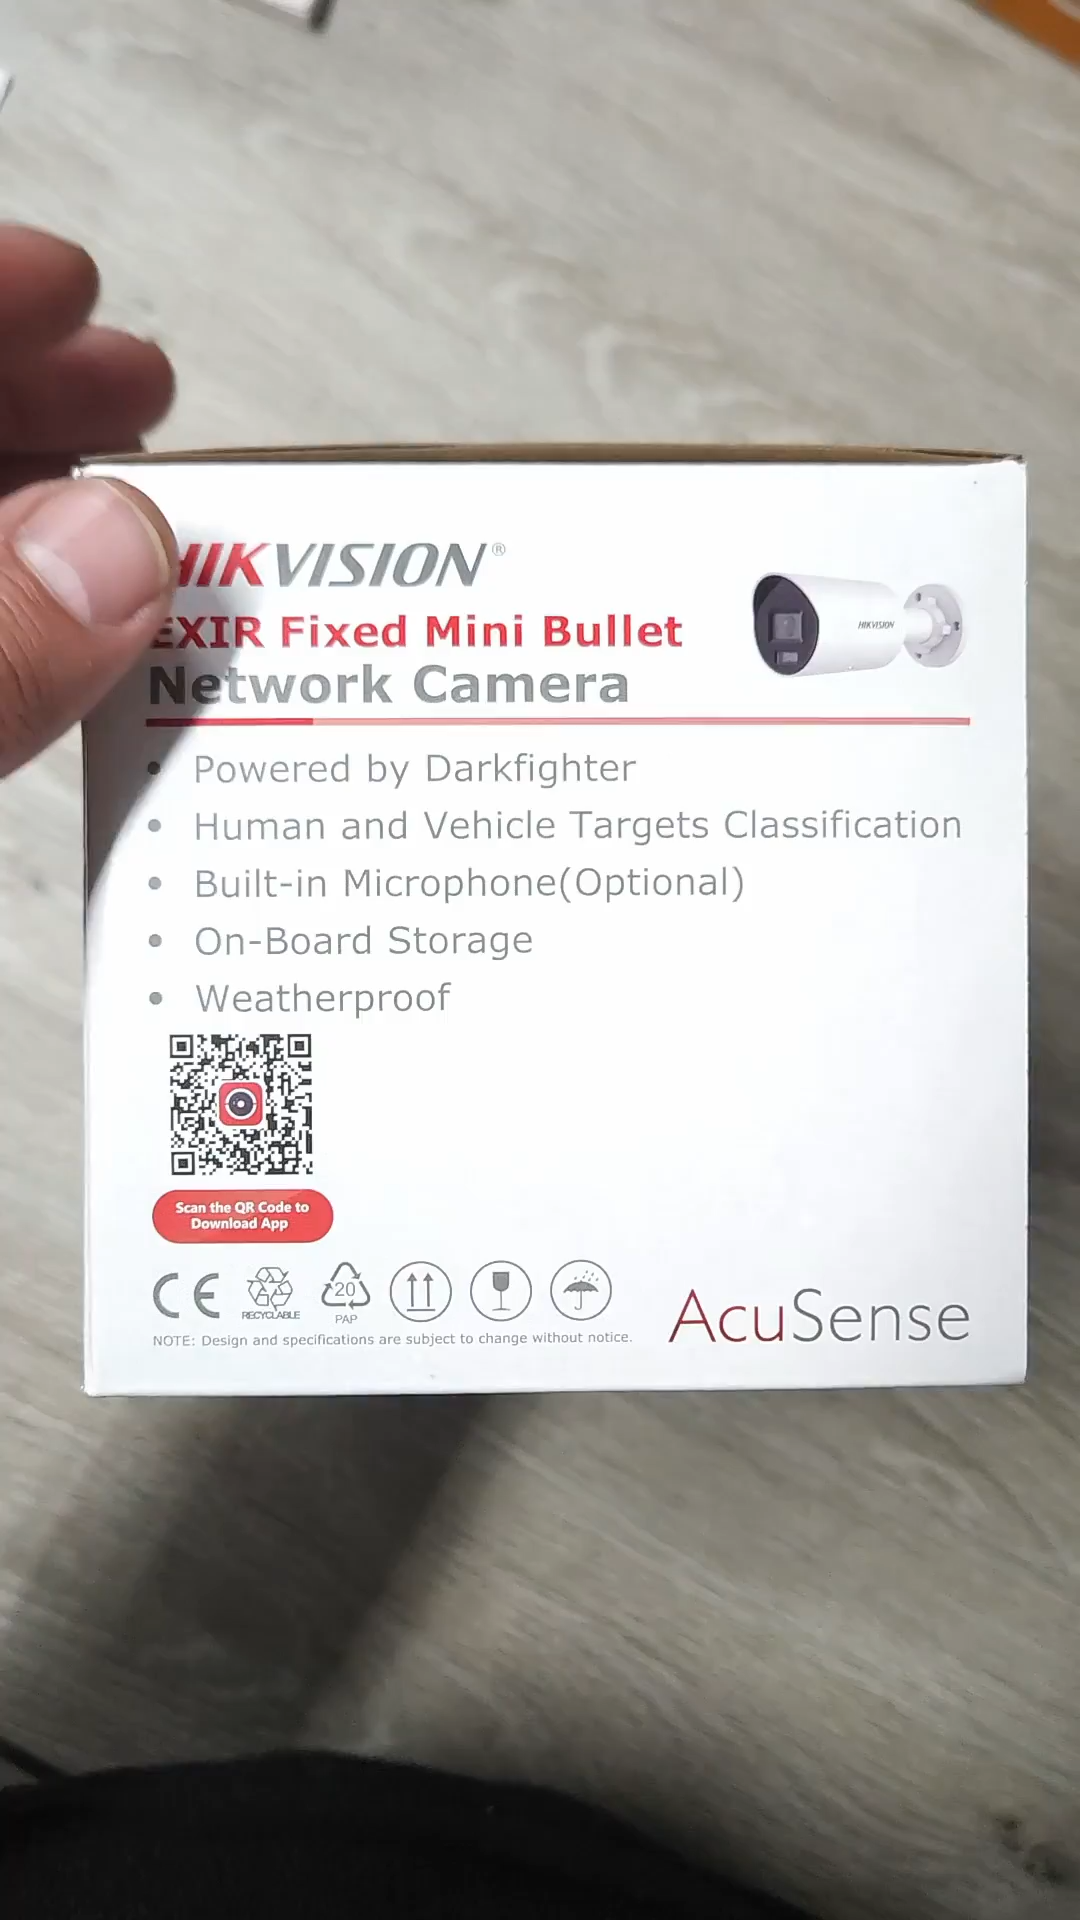 HIKVISION®
EXIR Fixed Mini Bullet
Network Camera
HIKVISION
• Powered by Darkfighter
• Human and Vehicle Targets Classification
• Built-in Microphone(Optional)
• On-Board Storage
• Weatherproof
Scan the QR Code to
Download App
CE
RECYCLABLE
20
PAP
NOTE: Design and specifications are subject to change without notice.
AcuSense